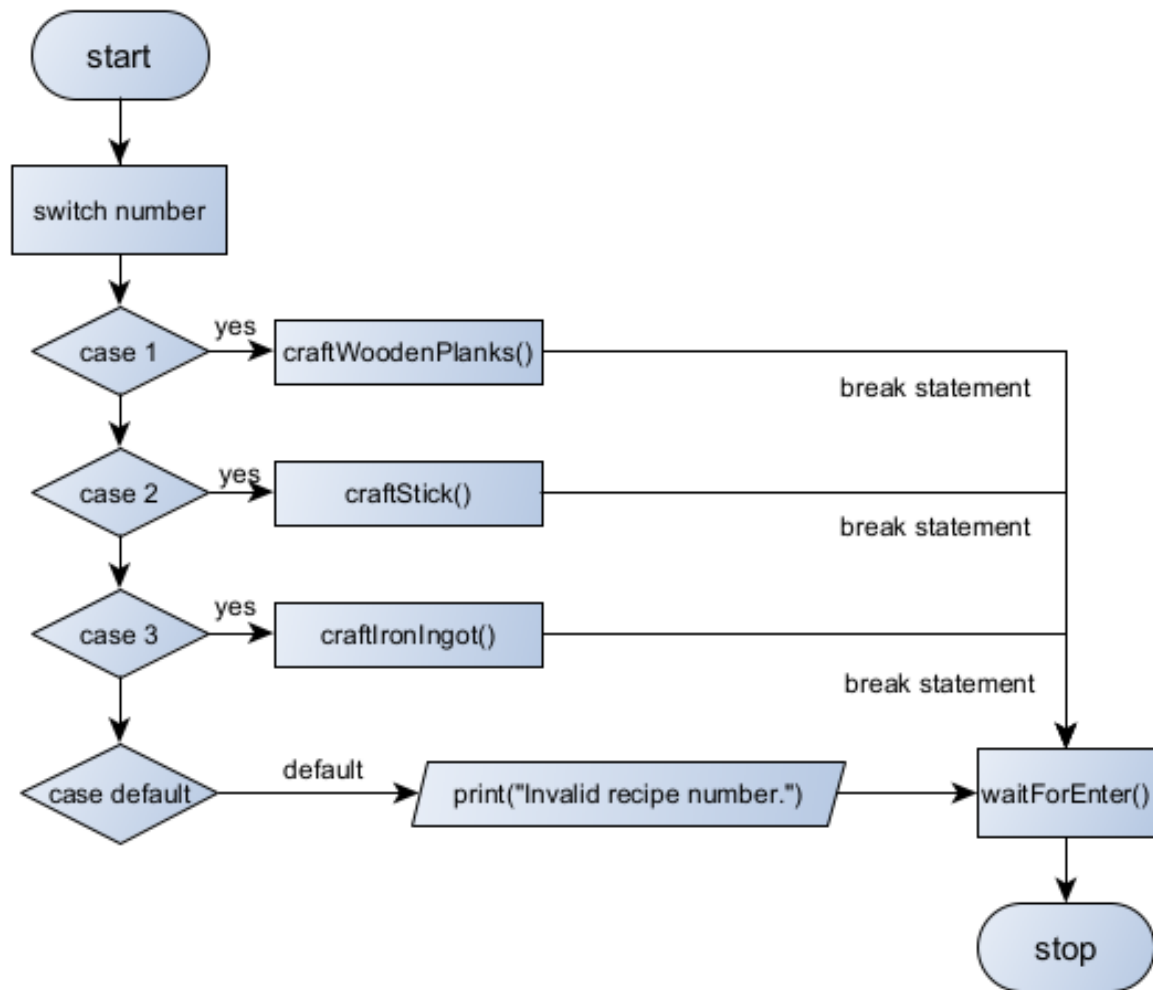 start
switch number
case 1
yes
craftWoodenPlanks()
break statement
case 2
yes
craftStick()
break statement
case 3
yes
craftIronIngot()
break statement
case default
default
print("Invalid recipe number.")
waitForEnter()
stop